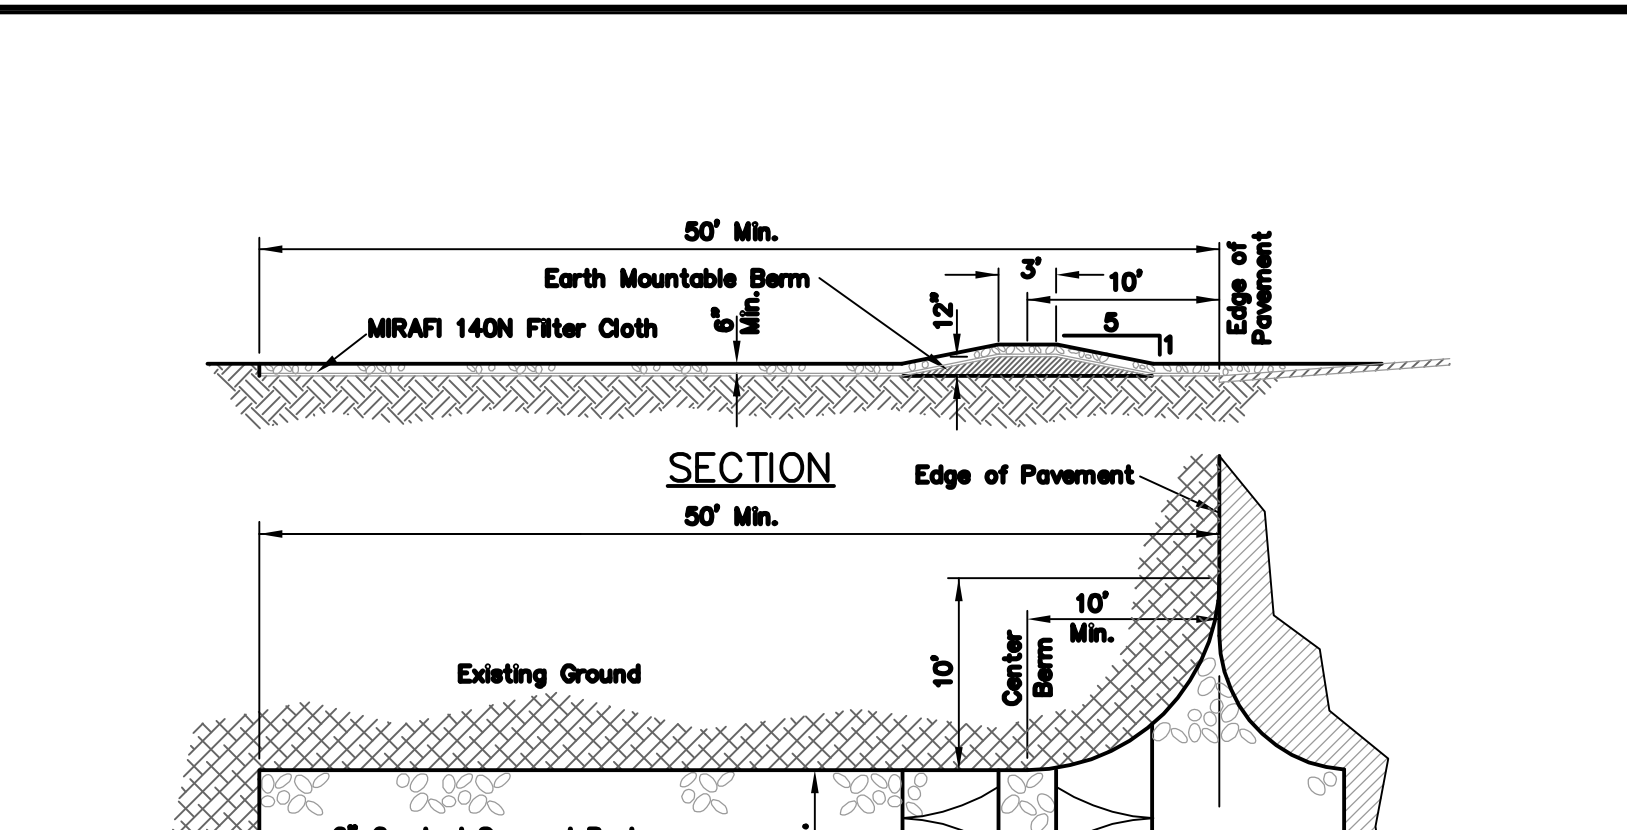 50' Min.
Earth Mountable Berm
3'
10'
Edge of
Pavement
12"
6"
Min.
MIRAFI 140N Filter Cloth
5
1
SECTION
Edge of Pavement
50' Min.
10'
Min.
10'
Center
Berm
Existing Ground